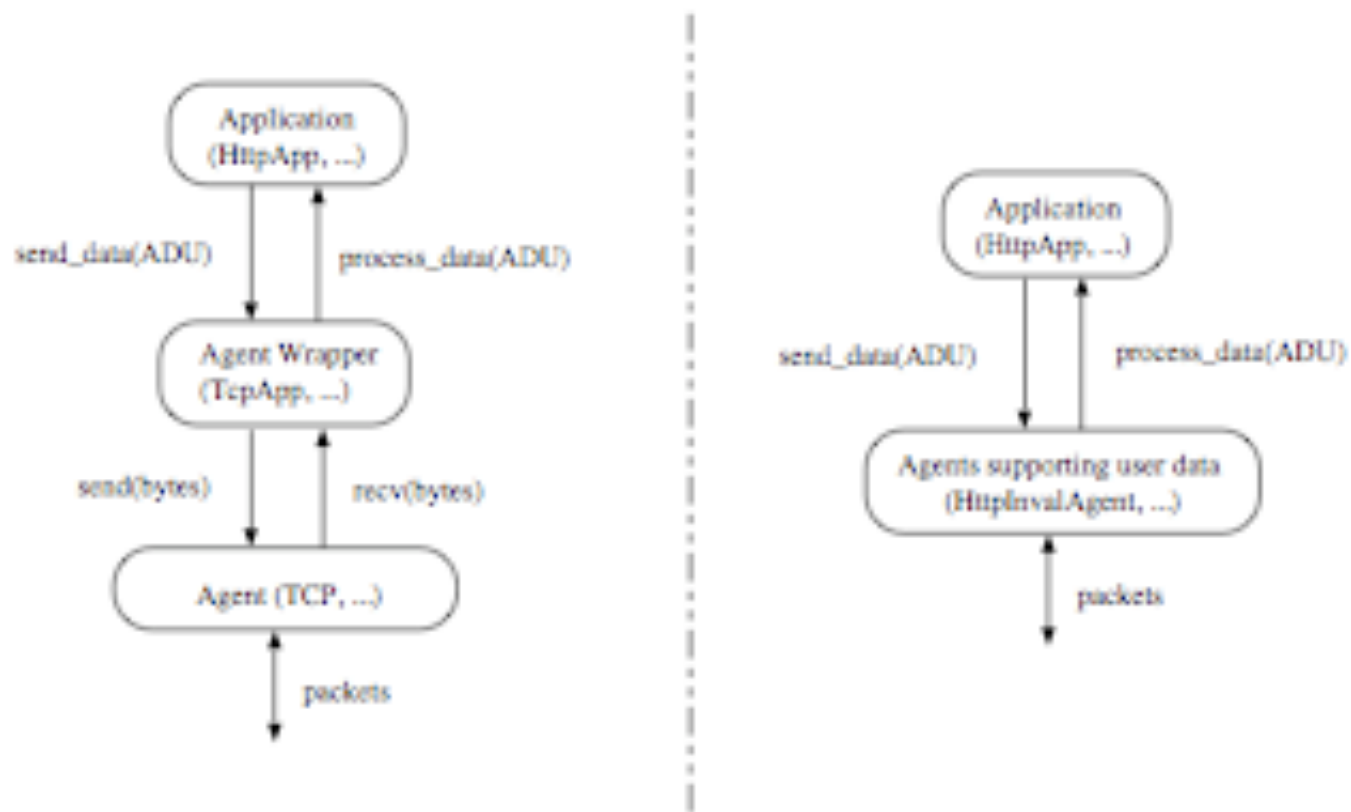 Application
(HttpApp, ...)
send_data(ADU)
process_data(ADU)
Agent Wrapper
(TcpApp, ...)
send(bytes)
recv(bytes)
Agent (TCP, ...)
packets
Application
(HttpApp, ...)
send_data(ADU)
process_data(ADU)
Agents supporting user data
(HttpInvalAgent, ...)
packets